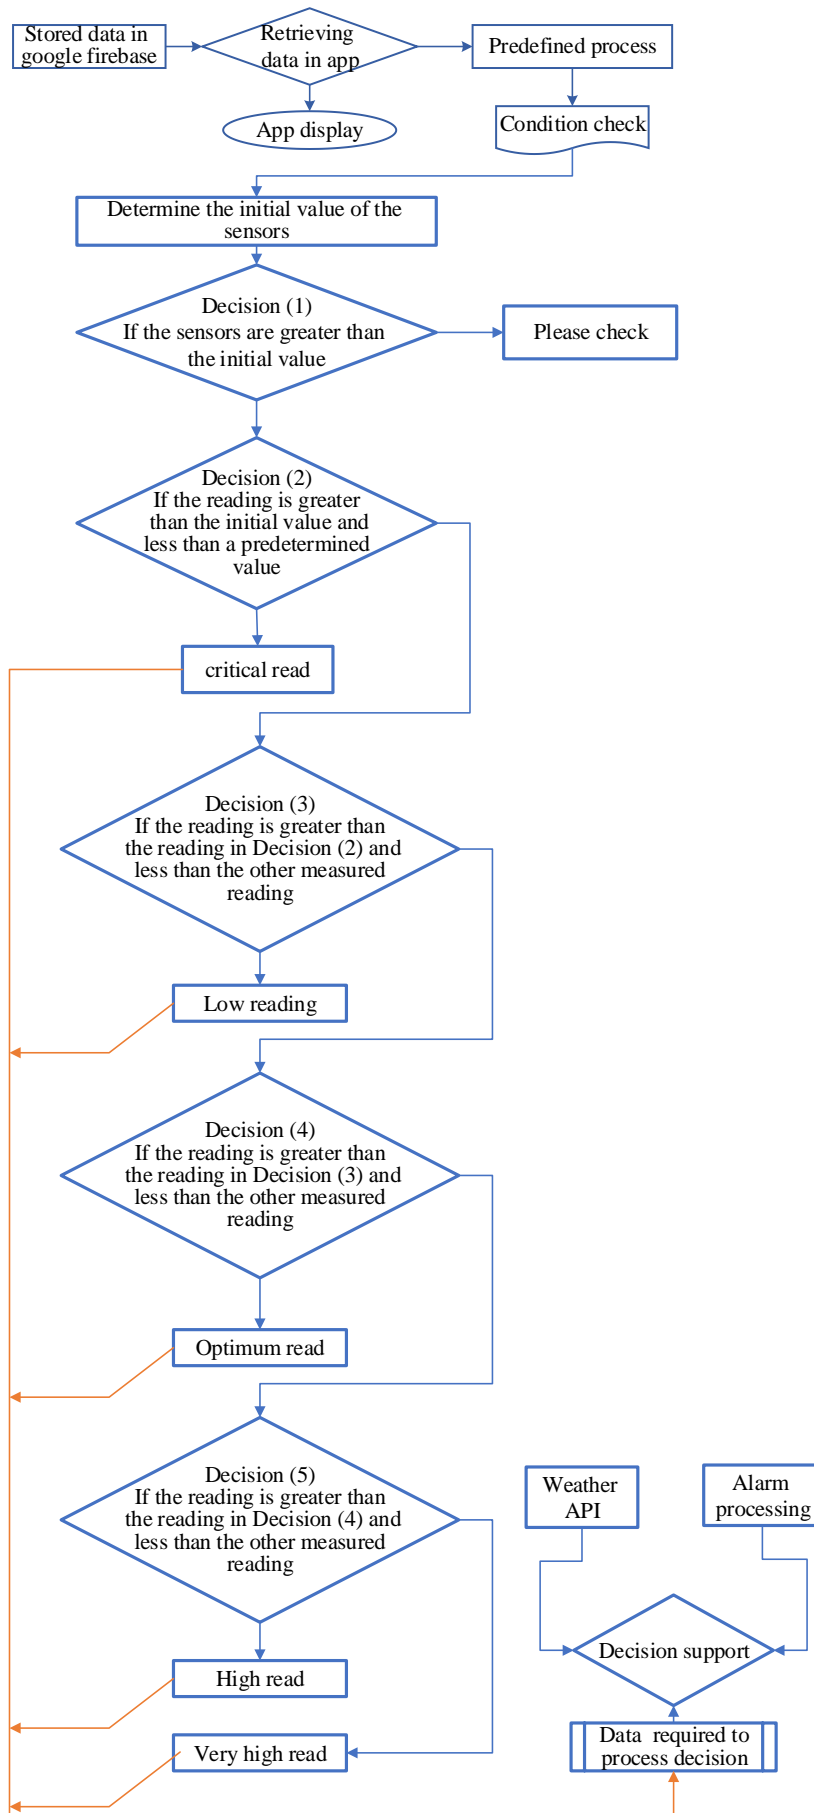 Stored data in
google firebase
Retrieving
data in app
Predefined process
App display
Condition check
Determine the initial value of the
sensors
Decision (1)
If the sensors are greater than
the initial value
Please check
Decision (2)
If the reading is greater
than the initial value and
less than a predetermined
value
critical read
Decision (3)
If the reading is greater than
the reading in Decision (2) and
less than the other measured
reading
Low reading
Decision (4)
If the reading is greater than
the reading in Decision (3) and
less than the other measured
reading
Optimum read
Decision (5)
If the reading is greater than
the reading in Decision (4) and
less than the other measured
reading
High read
Very high read
Weather
API
Alarm
processing
Decision support
Data required to
process decision